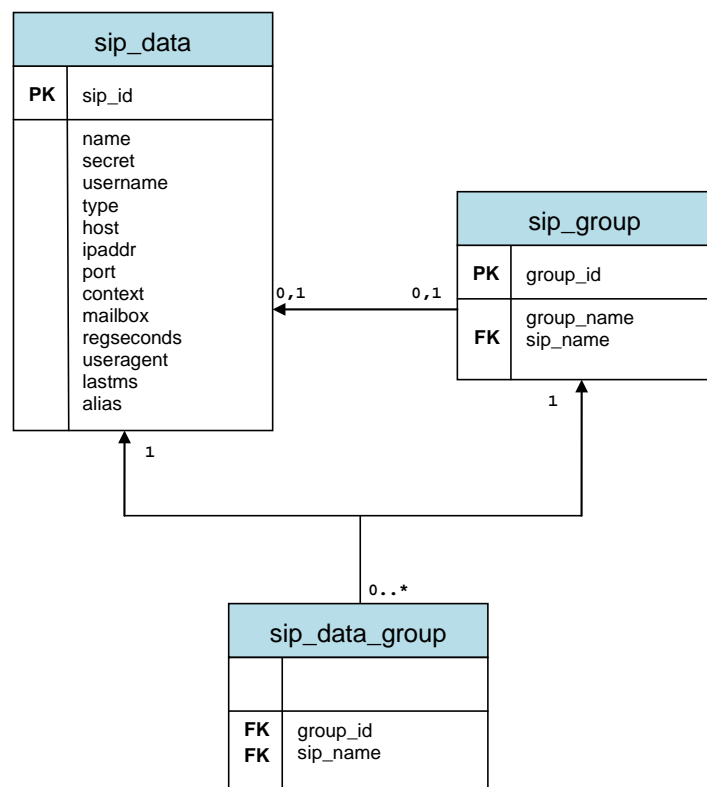 sip_data
PK sip_id
name
secret
username
type
host
ipaddr
port
context
mailbox
regseconds
useragent
lastms
alias
sip_group
PK group_id
group_name
FK sip_name
0,1 0,1
1
1
0..*
sip_data_group
FK group_id
FK sip_name